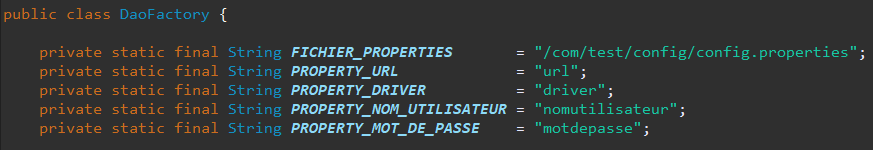 public class DaoFactory {
private static final String FICHIER_PROPERTIES = "/com/test/config/config.properties";
private static final String PROPERTY_URL = "url";
private static final String PROPERTY_DRIVER = "driver";
private static final String PROPERTY_NOM_UTILISATEUR = "nomutilisateur";
private static final String PROPERTY_MOT_DE_PASSE = "motdepasse";